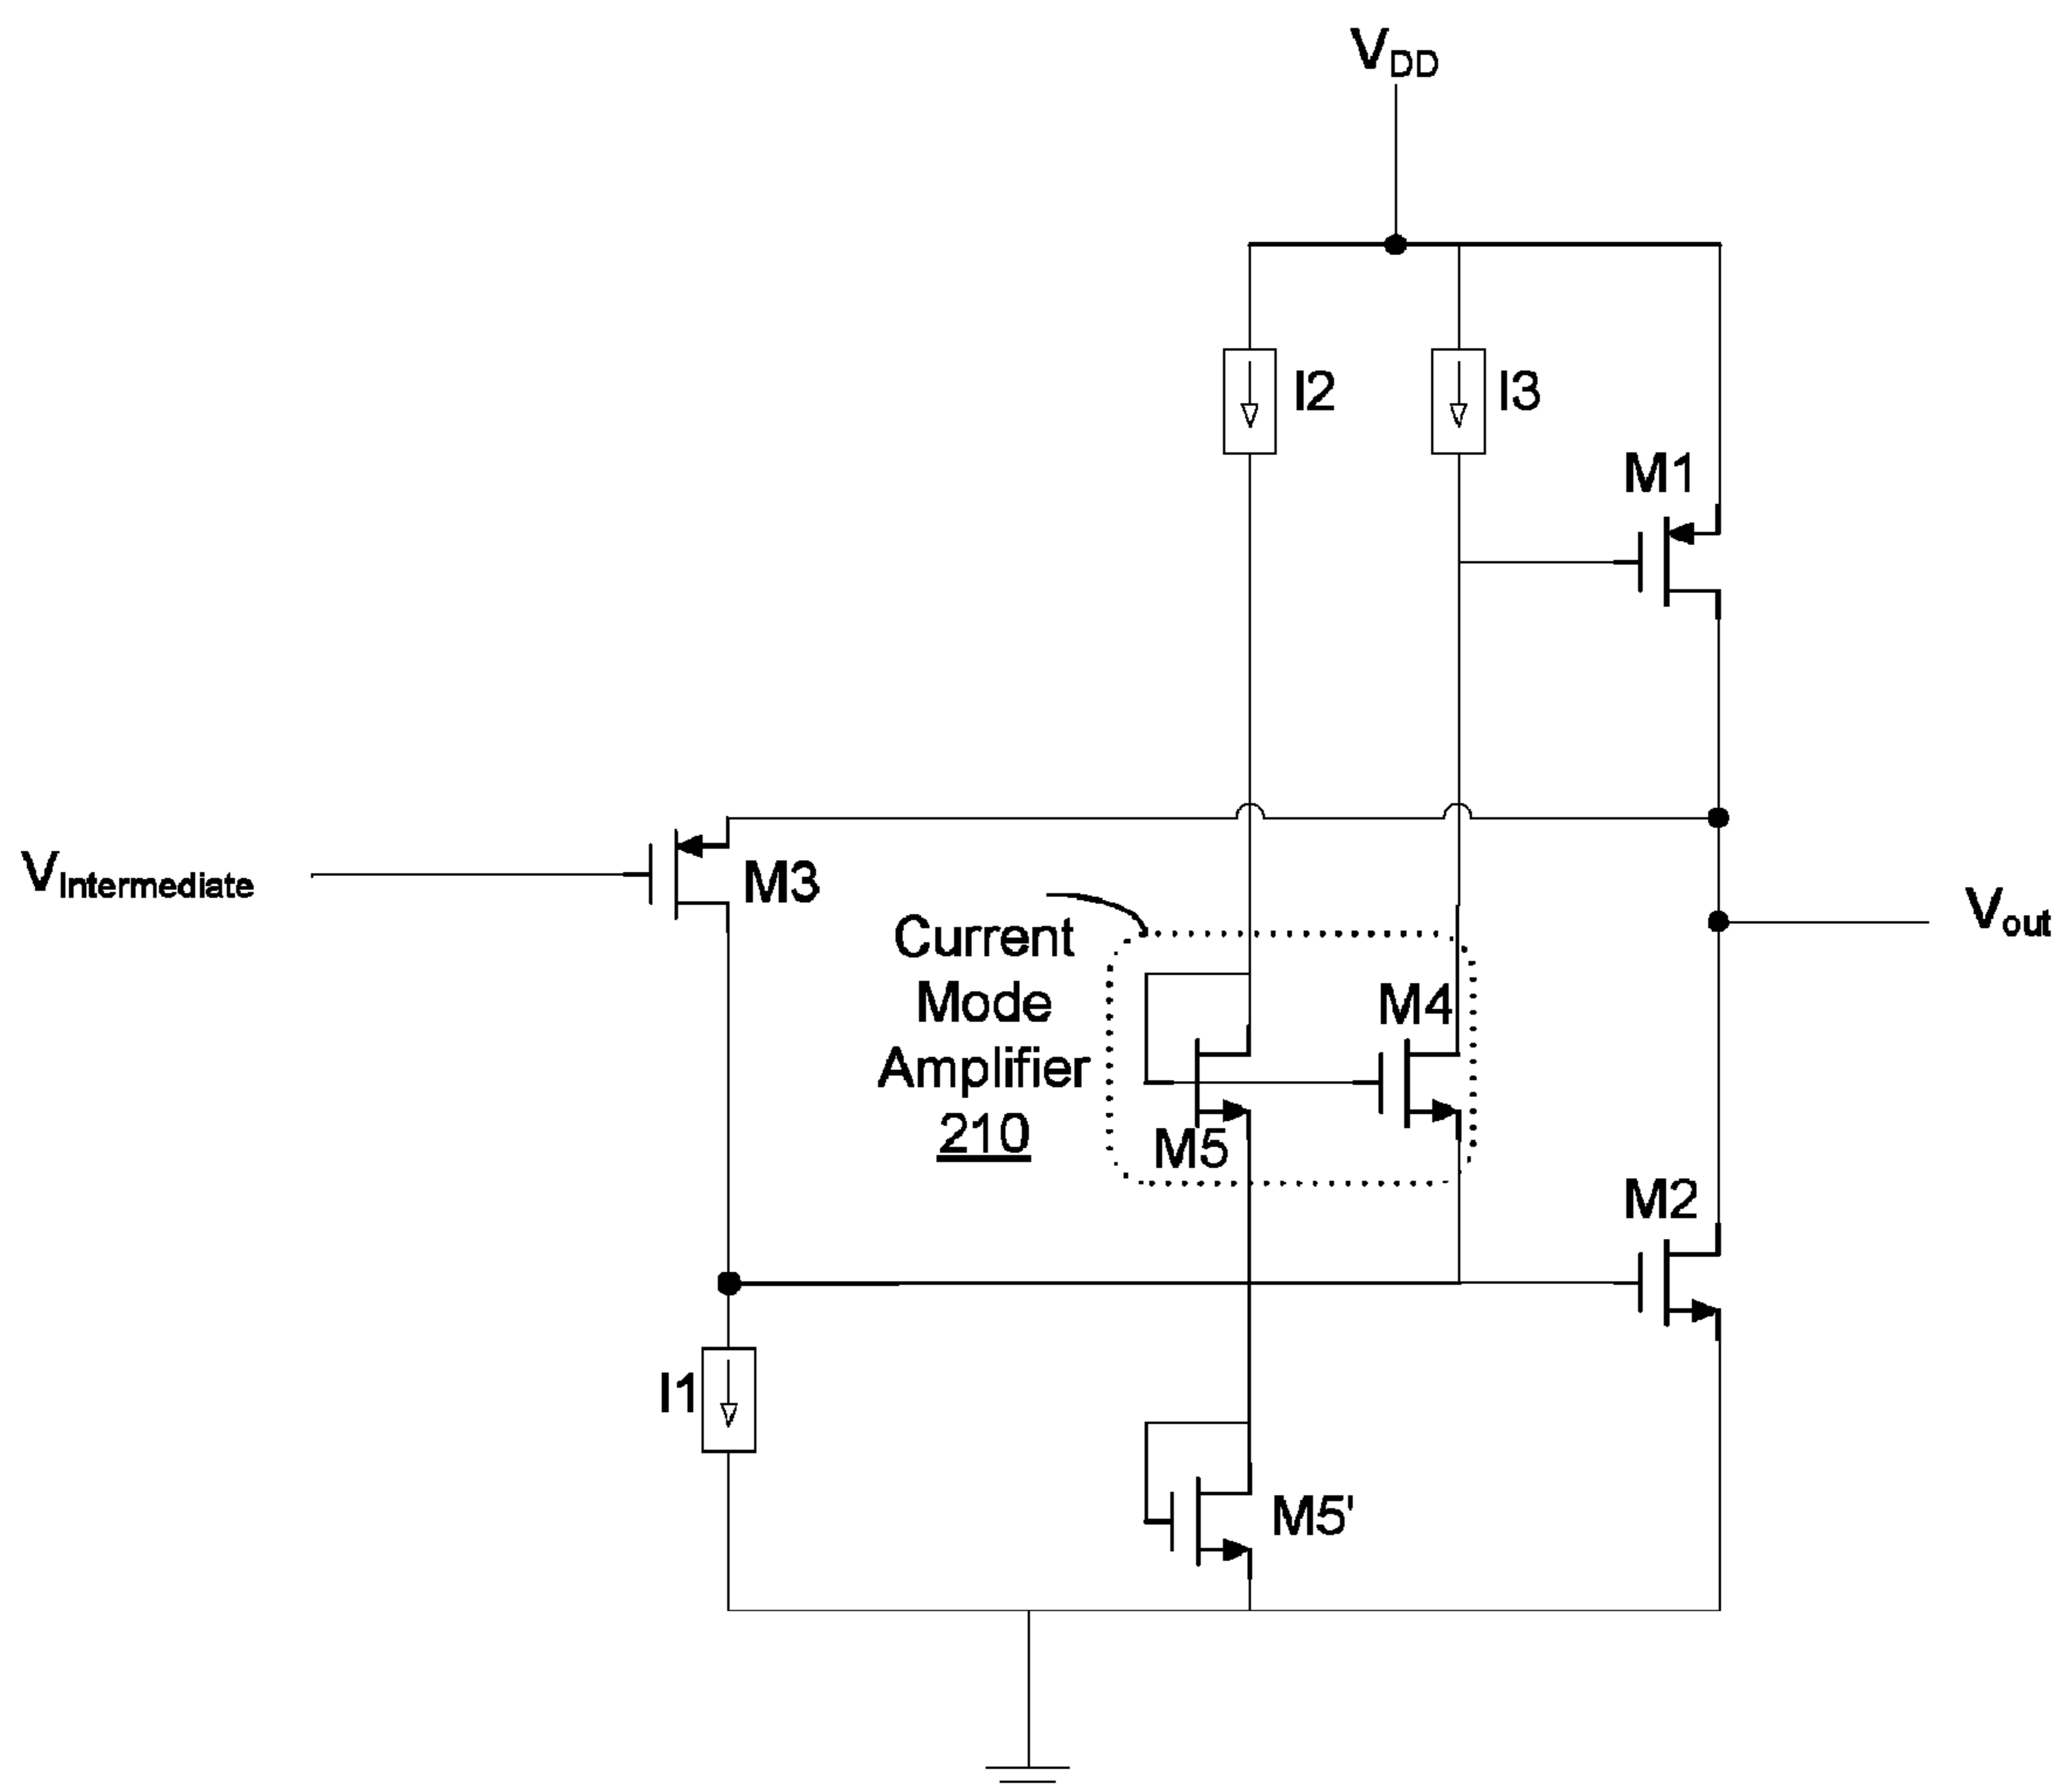 VDD
I2
I3
M1
VIntermediate
M3
Vout
Current
Mode
Amplifier
210
M4
M5
M2
I1
M5'